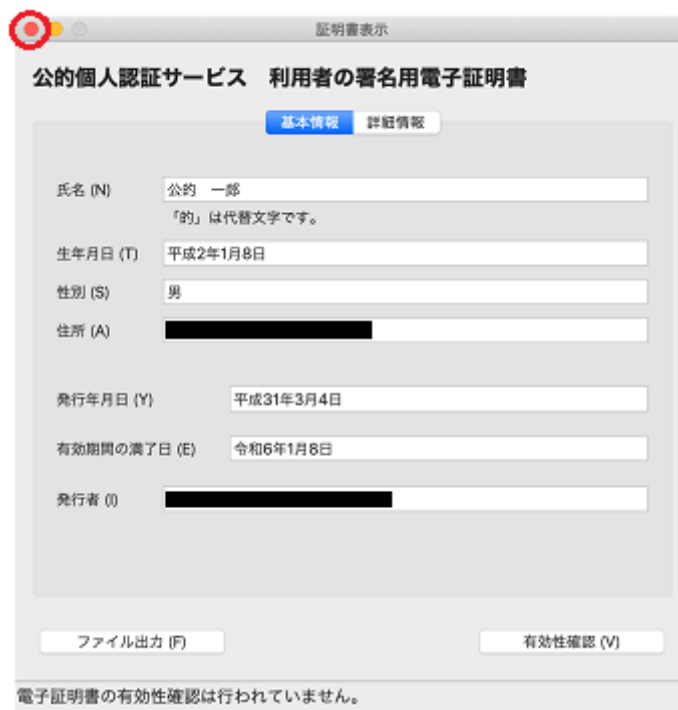 証明書表示
公的個人認証サービス　利用者の署名用電子証明書
基本情報 詳細情報
氏名 (N) 公的　一郎
「的」は代替文字です。
生年月日 (T) 平成2年1月8日
性別 (S) 男
住所 (A)
発行年月日 (Y) 平成31年3月4日
有効期間の満了日 (E) 令和6年1月8日
発行者 (I)
ファイル出力 (F) 有効性確認 (V)
電子証明書の有効性確認は行われていません。